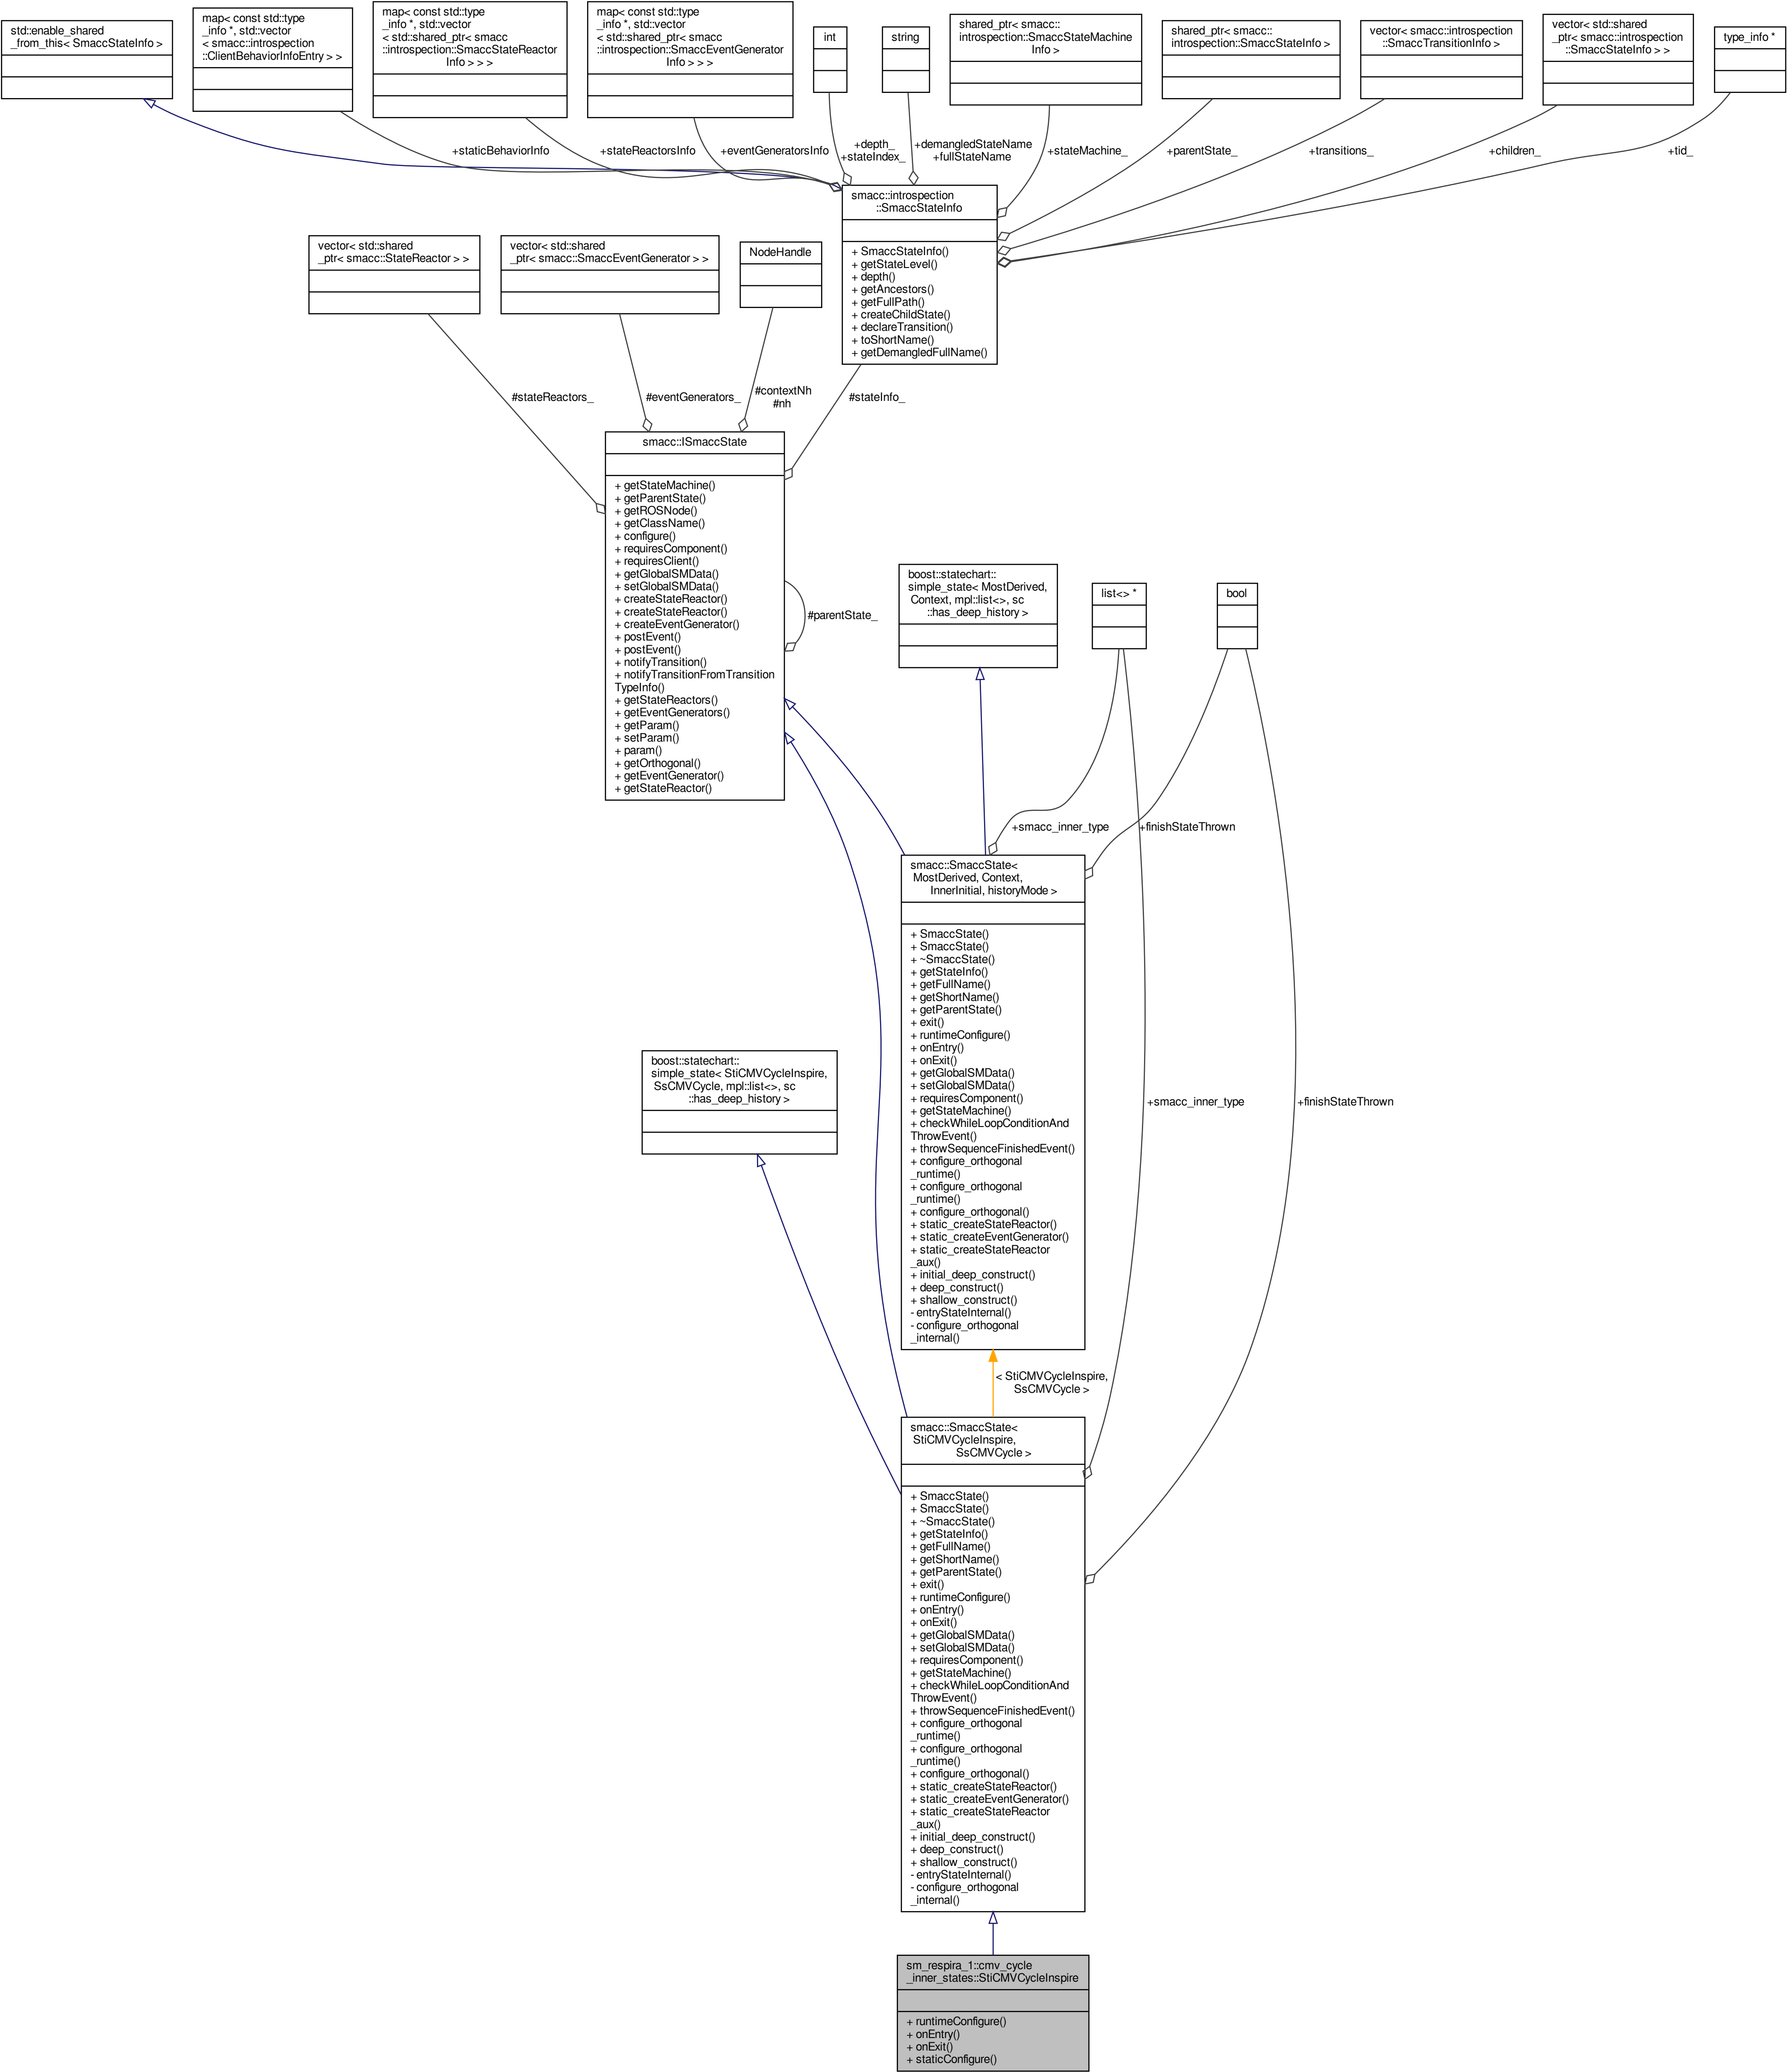 std::enable_shared
_from_this< SmaccStateInfo >
map< const std::type
_info *, std::vector
< smacc::introspection
::ClientBehaviorInfoEntry > >
map< const std::type
_info *, std::vector
< std::shared_ptr< smacc
::introspection::SmaccStateReactor
Info > > >
map< const std::type
_info *, std::vector
< std::shared_ptr< smacc
::introspection::SmaccEventGenerator
Info > > >
int
string
shared_ptr< smacc::
introspection::SmaccStateMachine
Info >
shared_ptr< smacc::
introspection::SmaccStateInfo >
vector< smacc::introspection
::SmaccTransitionInfo >
vector< std::shared
_ptr< smacc::introspection
::SmaccStateInfo > >
type_info *
+staticBehaviorInfo
+stateReactorsInfo
+eventGeneratorsInfo
+depth_
+stateIndex_
+demangledStateName
+fullStateName
+stateMachine_
+parentState_
+transitions_
+children_
+tid_
smacc::introspection
::SmaccStateInfo
+ SmaccStateInfo()
+ getStateLevel()
+ depth()
+ getAncestors()
+ getFullPath()
+ createChildState()
+ declareTransition()
+ toShortName()
+ getDemangledFullName()
vector< std::shared
_ptr< smacc::StateReactor > >
vector< std::shared
_ptr< smacc::SmaccEventGenerator > >
NodeHandle
#stateReactors_
#eventGenerators_
#contextNh
#nh
#stateInfo_
smacc::ISmaccState
+ getStateMachine()
+ getParentState()
+ getROSNode()
+ getClassName()
+ configure()
+ requiresComponent()
+ requiresClient()
+ getGlobalSMData()
+ setGlobalSMData()
+ createStateReactor()
+ createStateReactor()
+ createEventGenerator()
+ postEvent()
+ postEvent()
+ notifyTransition()
+ notifyTransitionFromTransition
TypeInfo()
+ getStateReactors()
+ getEventGenerators()
+ getParam()
+ setParam()
+ param()
+ getOrthogonal()
+ getEventGenerator()
+ getStateReactor()
#parentState_
boost::statechart::
simple_state< MostDerived,
Context, mpl::list<>, sc
::has_deep_history >
list<> *
bool
+smacc_inner_type
+finishStateThrown
smacc::SmaccState<
MostDerived, Context,
InnerInitial, historyMode >
+ SmaccState()
+ SmaccState()
+ ~SmaccState()
+ getStateInfo()
+ getFullName()
+ getShortName()
+ getParentState()
+ exit()
+ runtimeConfigure()
+ onEntry()
+ onExit()
+ getGlobalSMData()
+ setGlobalSMData()
+ requiresComponent()
+ getStateMachine()
+ checkWhileLoopConditionAnd
ThrowEvent()
+ throwSequenceFinishedEvent()
+ configure_orthogonal
_runtime()
+ configure_orthogonal
_runtime()
+ configure_orthogonal()
+ static_createStateReactor()
+ static_createEventGenerator()
+ static_createStateReactor
_aux()
+ initial_deep_construct()
+ deep_construct()
+ shallow_construct()
- entryStateInternal()
- configure_orthogonal
_internal()
boost::statechart::
simple_state< StiCMVCycleInspire,
SsCMVCycle, mpl::list<>, sc
::has_deep_history >
+smacc_inner_type
+finishStateThrown
< StiCMVCycleInspire,
SsCMVCycle >
smacc::SmaccState<
StiCMVCycleInspire,
SsCMVCycle >
+ SmaccState()
+ SmaccState()
+ ~SmaccState()
+ getStateInfo()
+ getFullName()
+ getShortName()
+ getParentState()
+ exit()
+ runtimeConfigure()
+ onEntry()
+ onExit()
+ getGlobalSMData()
+ setGlobalSMData()
+ requiresComponent()
+ getStateMachine()
+ checkWhileLoopConditionAnd
ThrowEvent()
+ throwSequenceFinishedEvent()
+ configure_orthogonal
_runtime()
+ configure_orthogonal
_runtime()
+ configure_orthogonal()
+ static_createStateReactor()
+ static_createEventGenerator()
+ static_createStateReactor
_aux()
+ initial_deep_construct()
+ deep_construct()
+ shallow_construct()
- entryStateInternal()
- configure_orthogonal
_internal()
sm_respira_1::cmv_cycle
_inner_states::StiCMVCycleInspire
+ runtimeConfigure()
+ onEntry()
+ onExit()
+ staticConfigure()